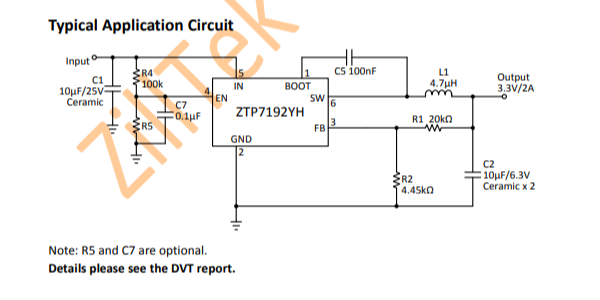 Typical Application Circuit
Input
C1
10µF/25V
Ceramic
R4
100k
R5
C7
0.1µF
4
EN
5
IN
1
BOOT
SW
6
ZTP7192YH
FB
3
GND
2
C5 100nF
L1
4.7µH
Output
3.3V/2A
R1 20kΩ
R2
4.45kΩ
C2
10µF/6.3V
Ceramic x 2
Note: R5 and C7 are optional.
Details please see the DVT report.
ZilTek